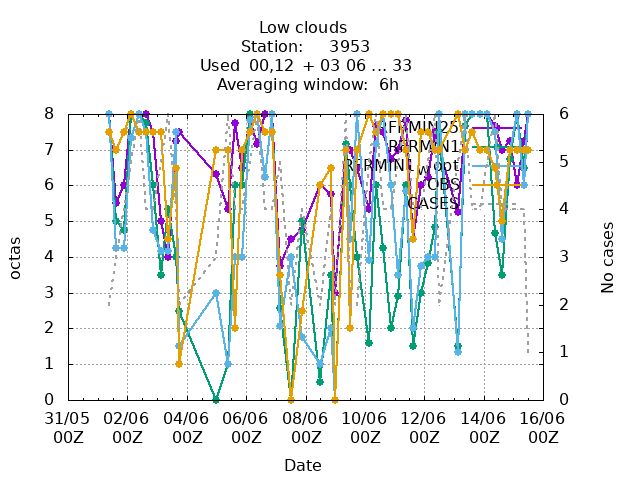 Low clouds
Station: 3953
Used 00,12 + 03 06 ... 33
Averaging window: 6h
octas
No cases
8
7
6
5
4
3
2
1
0
6
5
4
3
2
1
0
OBS
CASES
31/05 02/06 04/06 06/06 08/06 10/06 12/06 14/06 16/06
00Z 00Z 00Z 00Z 00Z 00Z 00Z 00Z 00Z
Date